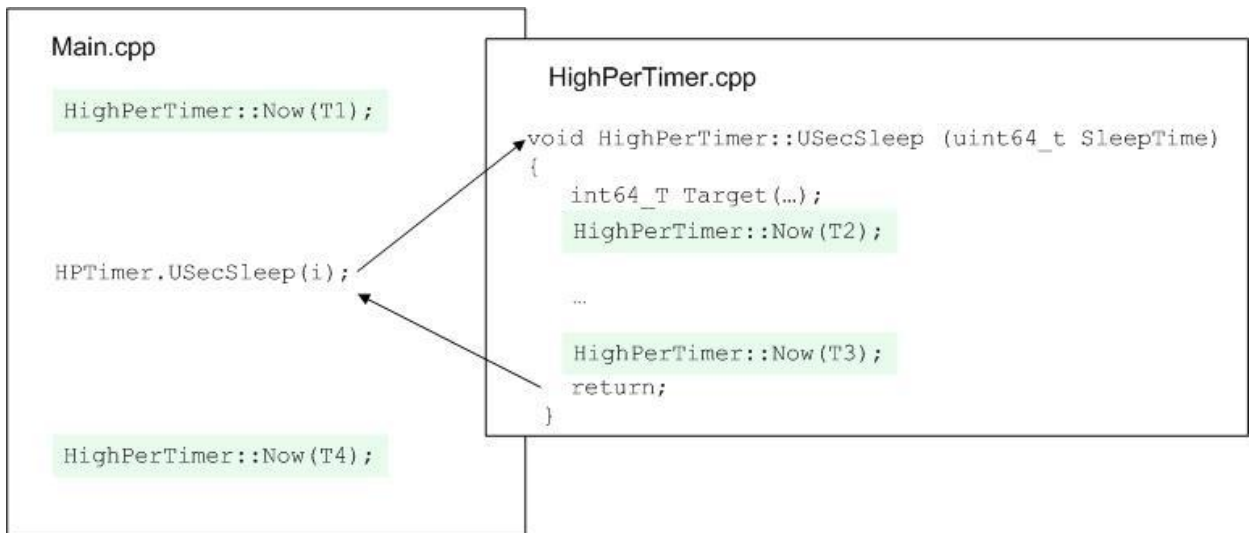 Main.cpp
HighPerTimer::Now(T1);
HPTimer.USecSleep(i);
HighPerTimer::Now(T4);
HighPerTimer.cpp
void HighPerTimer::USecSleep (uint64_t SleepTime)
{
int64_T Target(…);
HighPerTimer::Now(T2);
…
HighPerTimer::Now(T3);
return;
}